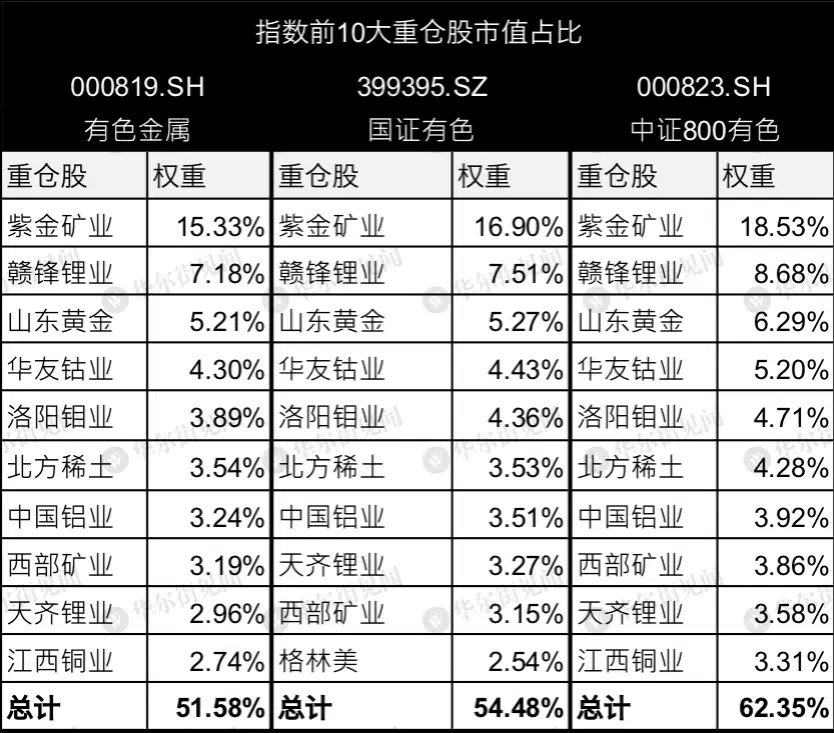 指数前10大重仓股市值占比
000819.SH 399395.SZ 000823.SH
有色金属 国证有色 中证800有色
重仓股 权重 重仓股 权重 重仓股 权重
紫金矿业 15.33% 紫金矿业 16.90% 紫金矿业 18.53%
赣锋锂业 7.18% 赣锋锂业 7.51% 赣锋锂业 8.68%
山东黄金 5.21% 山东黄金 5.27% 山东黄金 6.29%
华友钴业 4.30% 华友钴业 4.43% 华友钴业 5.20%
洛阳钼业 3.89% 洛阳钼业 4.36% 洛阳钼业 4.71%
北方稀土 3.54% 北方稀土 3.53% 北方稀土 4.28%
中国铝业 3.24% 中国铝业 3.51% 中国铝业 3.92%
西部矿业 3.19% 天齐锂业 3.27% 西部矿业 3.86%
天齐锂业 2.96% 西部矿业 3.15% 天齐锂业 3.58%
江西铜业 2.74% 格林美 2.54% 江西铜业 3.31%
总计 51.58% 总计 54.48% 总计 62.35%
华尔街见闻